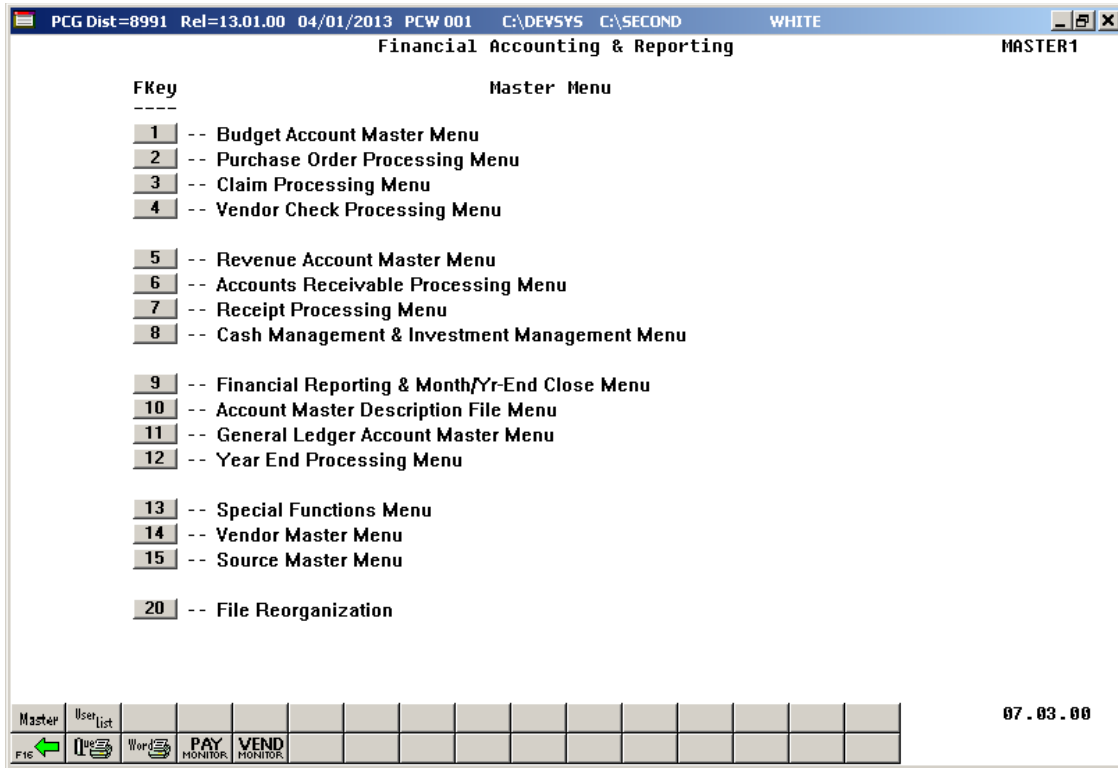 PCG Dist=8991 Rel=13.01.00 04/01/2013 PCW 001 C:\DEVSYS C:\SECOND WHITE
Financial Accounting & Reporting MASTER1
FKey Master Menu
----
1 -- Budget Account Master Menu
2 -- Purchase Order Processing Menu
3 -- Claim Processing Menu
4 -- Vendor Check Processing Menu
5 -- Revenue Account Master Menu
6 -- Accounts Receivable Processing Menu
7 -- Receipt Processing Menu
8 -- Cash Management & Investment Management Menu
9 -- Financial Reporting & Month/Yr-End Close Menu
10 -- Account Master Description File Menu
11 -- General Ledger Account Master Menu
12 -- Year End Processing Menu
13 -- Special Functions Menu
14 -- Vendor Master Menu
15 -- Source Master Menu
20 -- File Reorganization
Master User List 07.03.00
F16 Que Word PAY MONITOR VEND MONITOR